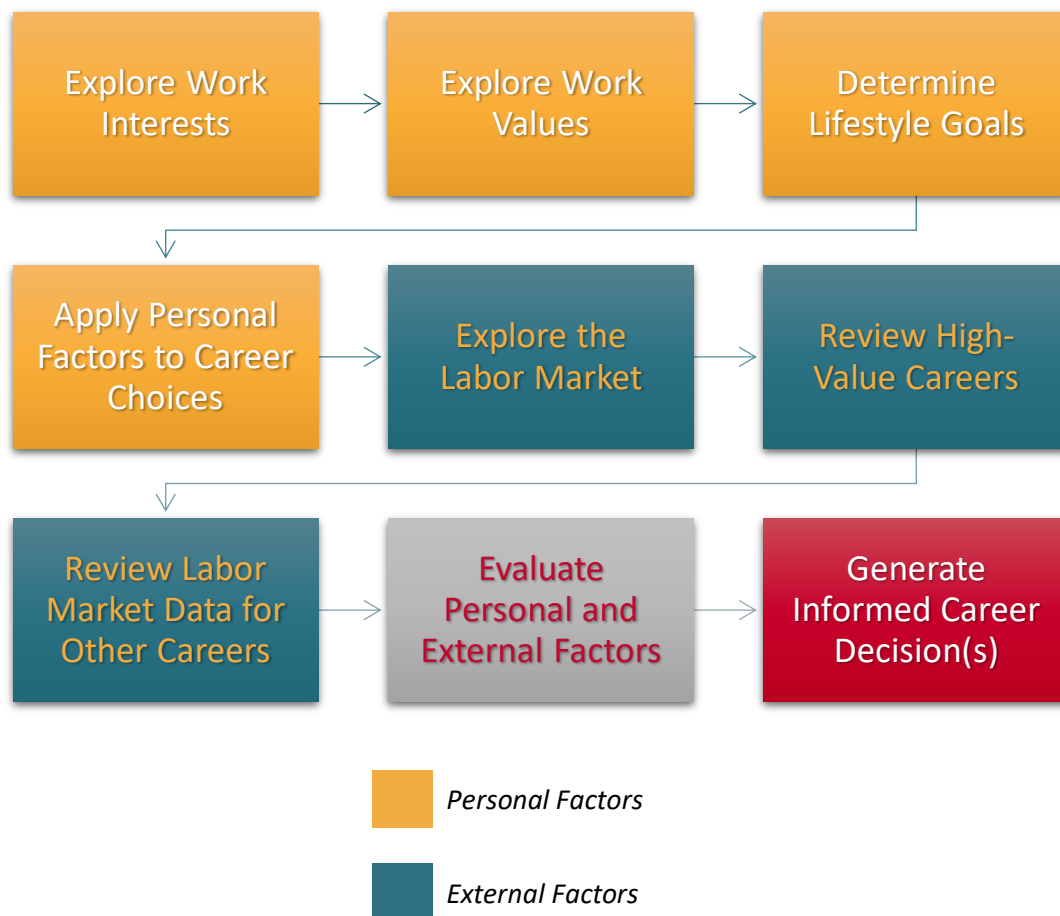 Explore Work
Interests
Explore Work
Values
Determine
Lifestyle Goals
Apply Personal
Factors to Career
Choices
Explore the
Labor Market
Review High-
Value Careers
Review Labor
Market Data for
Other Careers
Evaluate
Personal and
External Factors
Generate
Informed Career
Decision(s)
Personal Factors
External Factors